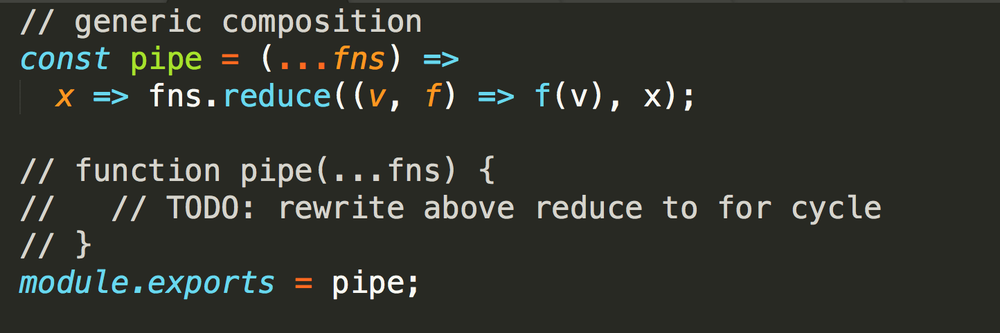 // generic composition
const pipe = (...fns) =>
  x => fns.reduce((v, f) => f(v), x);
// function pipe(...fns) {
//   // TODO: rewrite above reduce to for cycle
// }
module.exports = pipe;